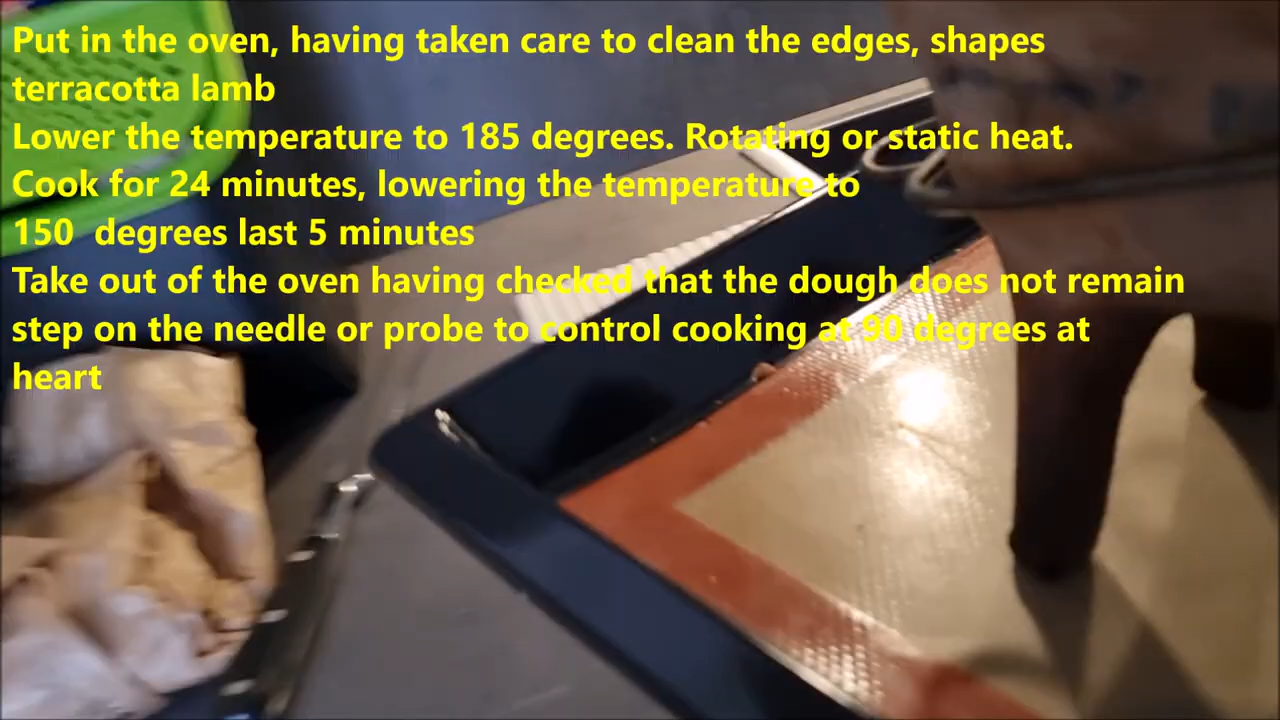 Put in the oven, having taken care to clean the edges, shapes
terracotta lamb
Lower the temperature to 185 degrees. Rotating or static heat.
Cook for 24 minutes, lowering the temperature to
150 degrees last 5 minutes
Take out of the oven having checked that the dough does not remain
step on the needle or probe to control cooking at 90 degrees at
heart